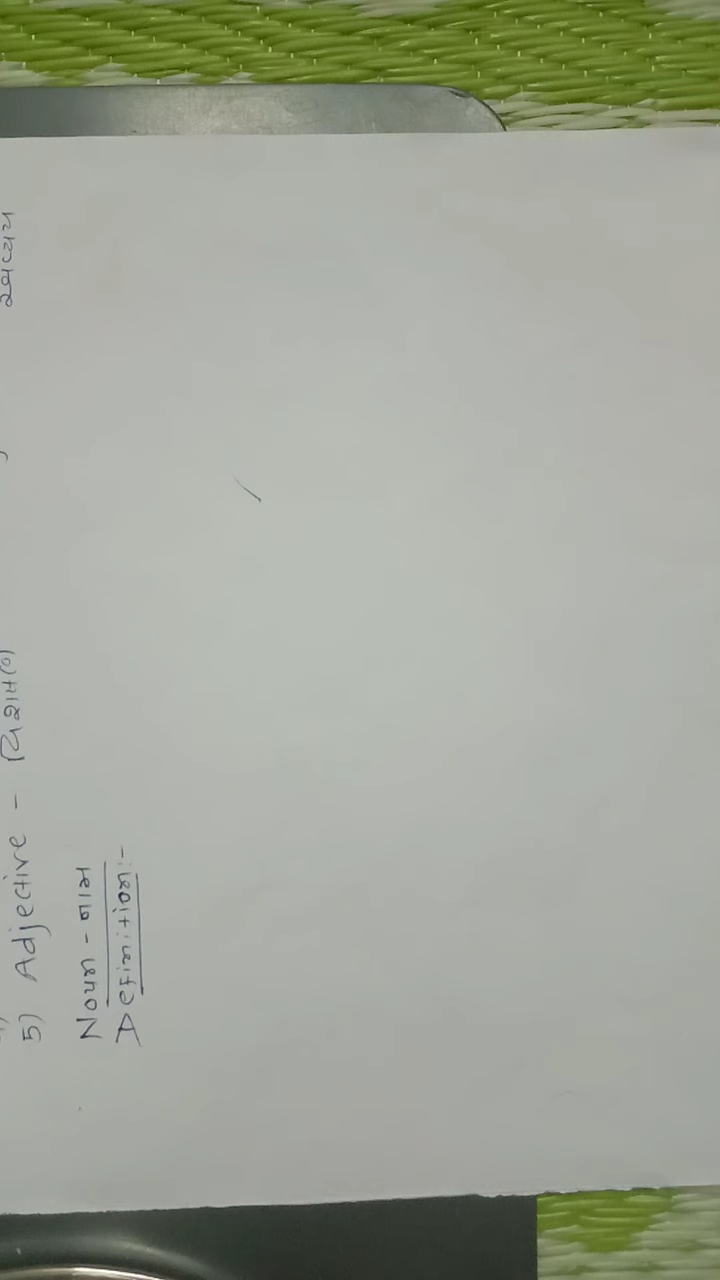 5) Adjective - વિશેષણ
Noun - નામ
Definition:-